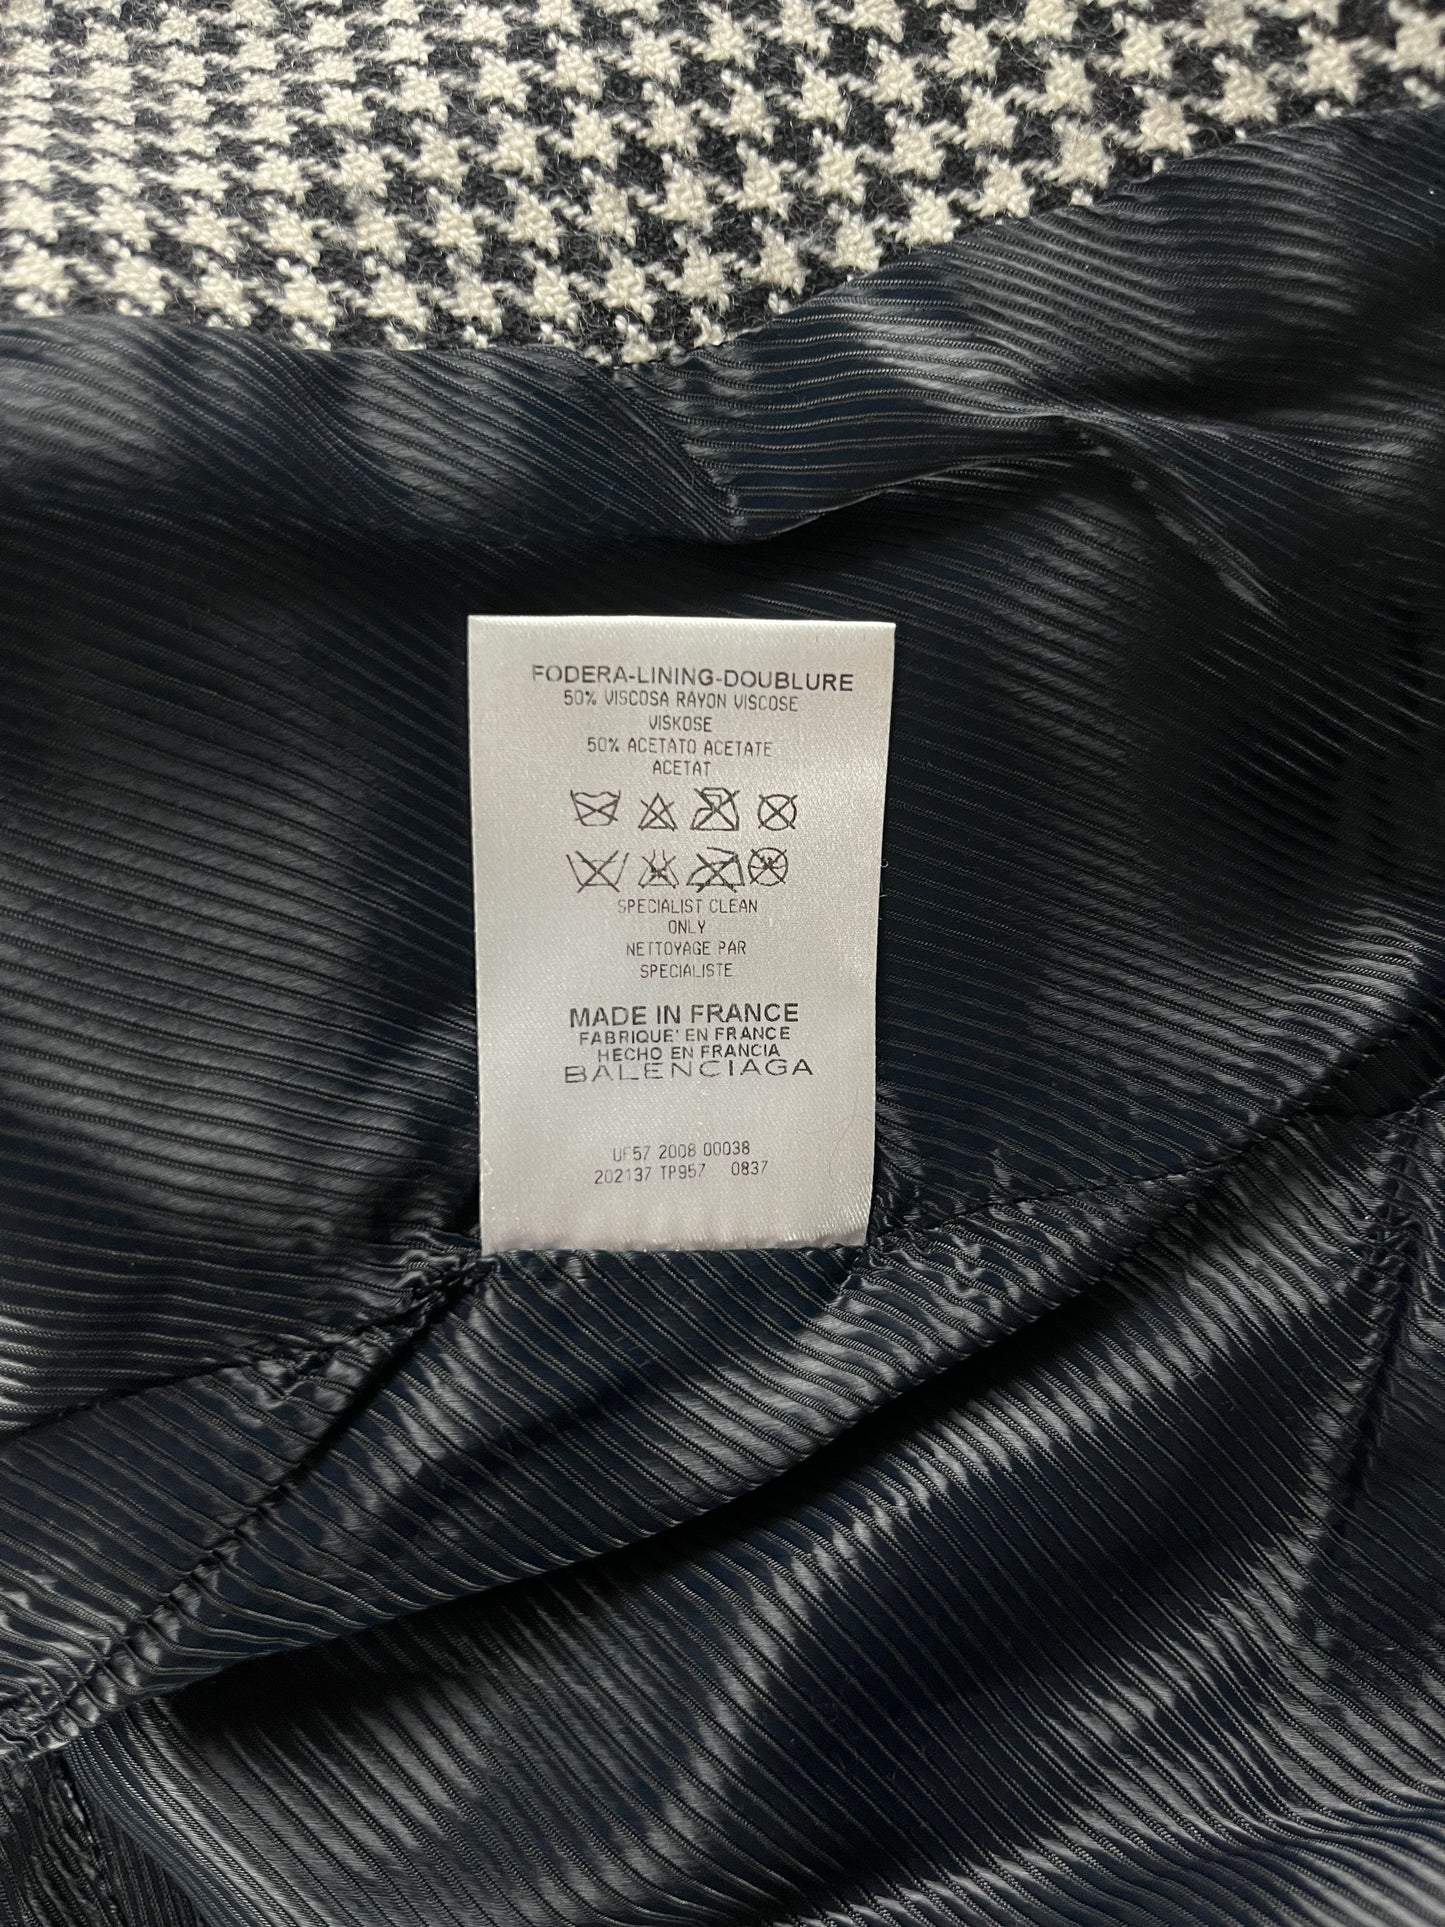 FODERA-LINING-DOUBLURE
50% VISCOSA RAYON VISCOSE
VISKOSE
50% ACETATO ACETATE
ACETAT
SPECIALIST CLEAN
ONLY
NETTOYAGE PAR
SPECIALISTE
MADE IN FRANCE
FABRIQUE' EN FRANCE
HECHO EN FRANCIA
BALENCIAGA
UF57 2008 00038
202137 TP957 0837